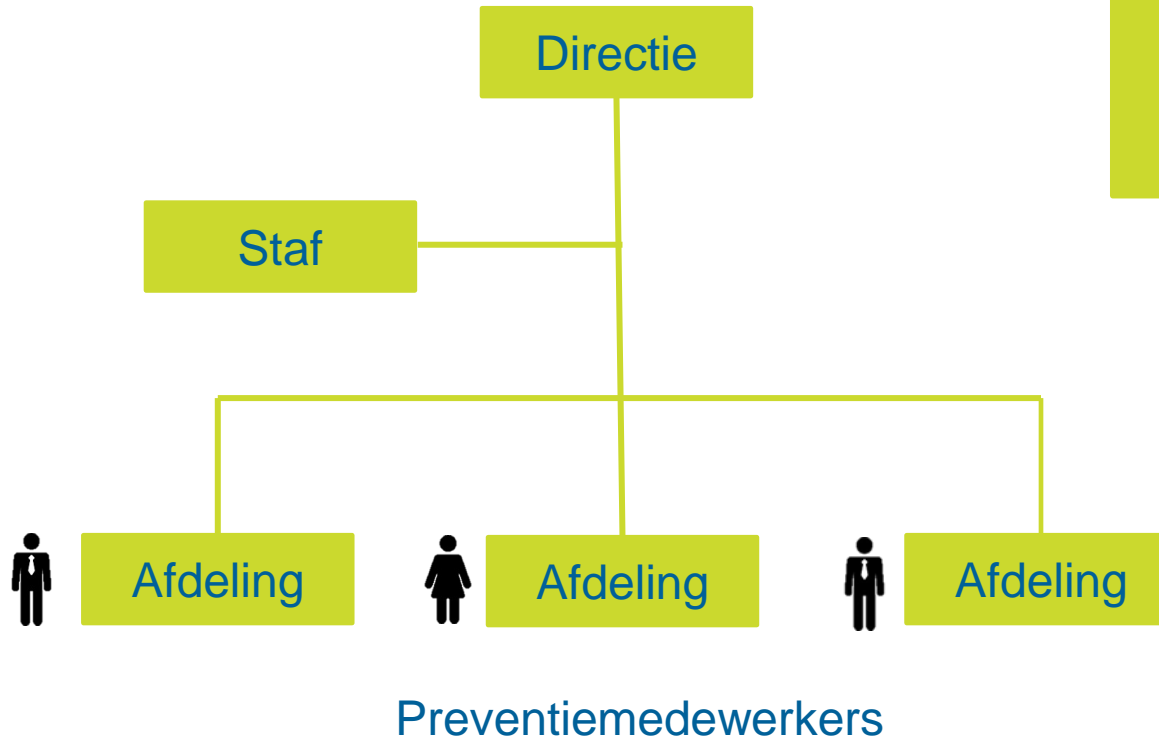 Directie
Staf
Afdeling
Afdeling
Afdeling
Preventiemedewerkers